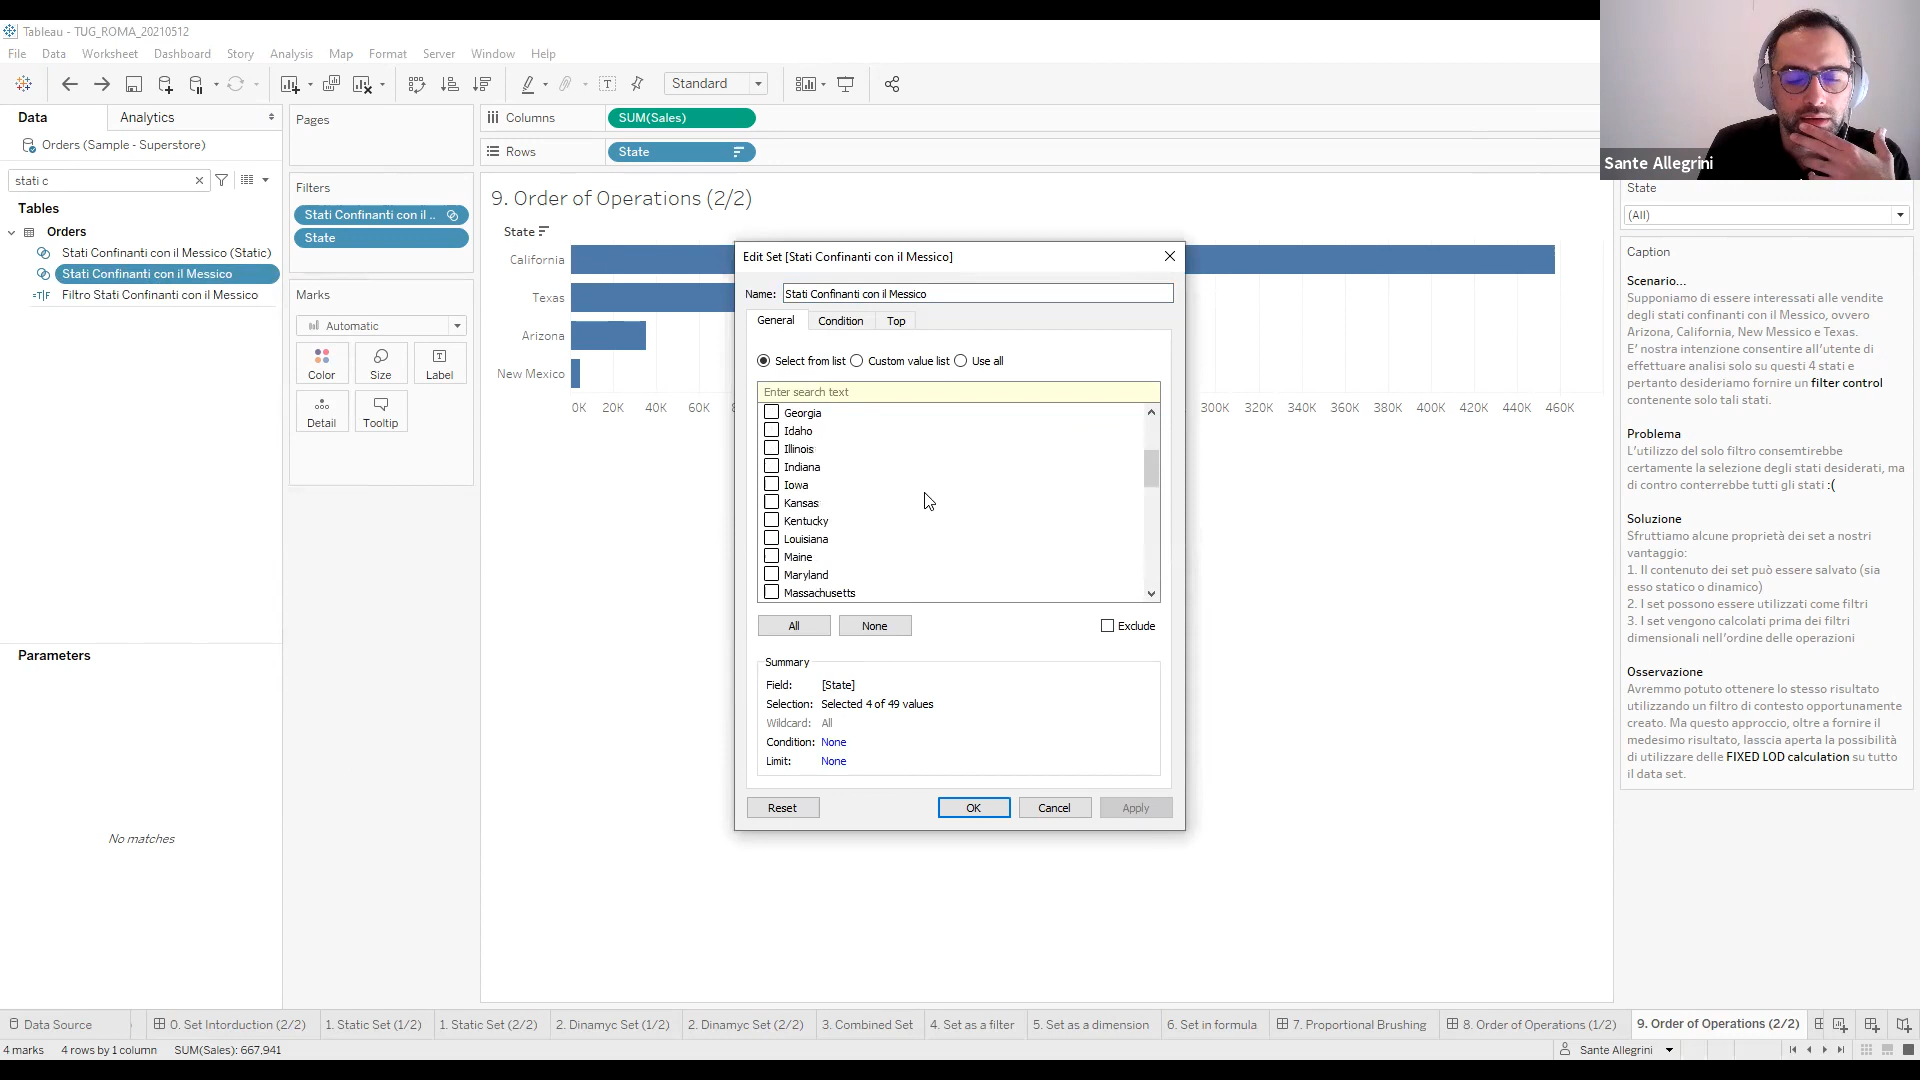 Tableau - TUG_ROMA_20210512
File Data Worksheet Dashboard Story Analysis Map Format Server Window Help
Standard
Data
Analytics
Orders (Sample - Superstore)
stati c
Tables
Orders
Stati Confinanti con il Messico (Static)
Stati Confinanti con il Messico
Filtro Stati Confinanti con il Messico
Parameters
No matches
Pages
Filters
Stati Confinanti con il ..
State
Marks
Automatic
Color
Size
Label
Detail
Tooltip
Columns
SUM(Sales)
Rows
State
9. Order of Operations (2/2)
State
California
Texas
Arizona
New Mexico
0K 20K 40K 60K 300K 320K 340K 360K 380K 400K 420K 440K 460K
Edit Set [Stati Confinanti con il Messico]
Name: Stati Confinanti con il Messico
General Condition Top
Select from list Custom value list Use all
Enter search text
Georgia
Idaho
Illinois
Indiana
Iowa
Kansas
Kentucky
Louisiana
Maine
Maryland
Massachusetts
All None Exclude
Summary
Field: [State]
Selection: Selected 4 of 49 values
Wildcard: All
Condition: None
Limit: None
Reset OK Cancel Apply
Sante Allegrini
State
(All)
Caption
Scenario...
Supponiamo di essere interessati alle vendite
degli stati confinanti con il Messico, ovvero
Arizona, California, New Messico e Texas.
E' nostra intenzione consentire all'utente di
effettuare analisi solo su questi 4 stati e
pertanto desideriamo fornire un filter control
contenente solo tali stati.
Problema
L'utilizzo del solo filtro consemtirebbe
certamente la selezione degli stati desiderati, ma
di contro conterrebbe tutti gli stati :(
Soluzione
Sfruttiamo alcune proprietà dei set a nostri
vantaggio:
1. Il contenuto dei set può essere salvato (sia
esso statico o dinamico)
2. I set possono essere utilizzati come filtri
3. I set vengono calcolati prima dei filtri
dimensionali nell'ordine delle operazioni
Osservazione
Avremmo potuto ottenere lo stesso risultato
utilizzando un filtro di contesto opportunamente
creato. Ma questo approccio, oltre a fornire il
medesimo risultato, lasscia aperta la possibilità
di utilizzare delle FIXED LOD calculation su tutto
il data set.
Data Source
0. Set Intorduction (2/2)
1. Static Set (1/2)
1. Static Set (2/2)
2. Dinamyc Set (1/2)
2. Dinamyc Set (2/2)
3. Combined Set
4. Set as a filter
5. Set as a dimension
6. Set in formula
7. Proportional Brushing
8. Order of Operations (1/2)
9. Order of Operations (2/2)
4 marks 4 rows by 1 column SUM(Sales): 667,941
Sante Allegrini